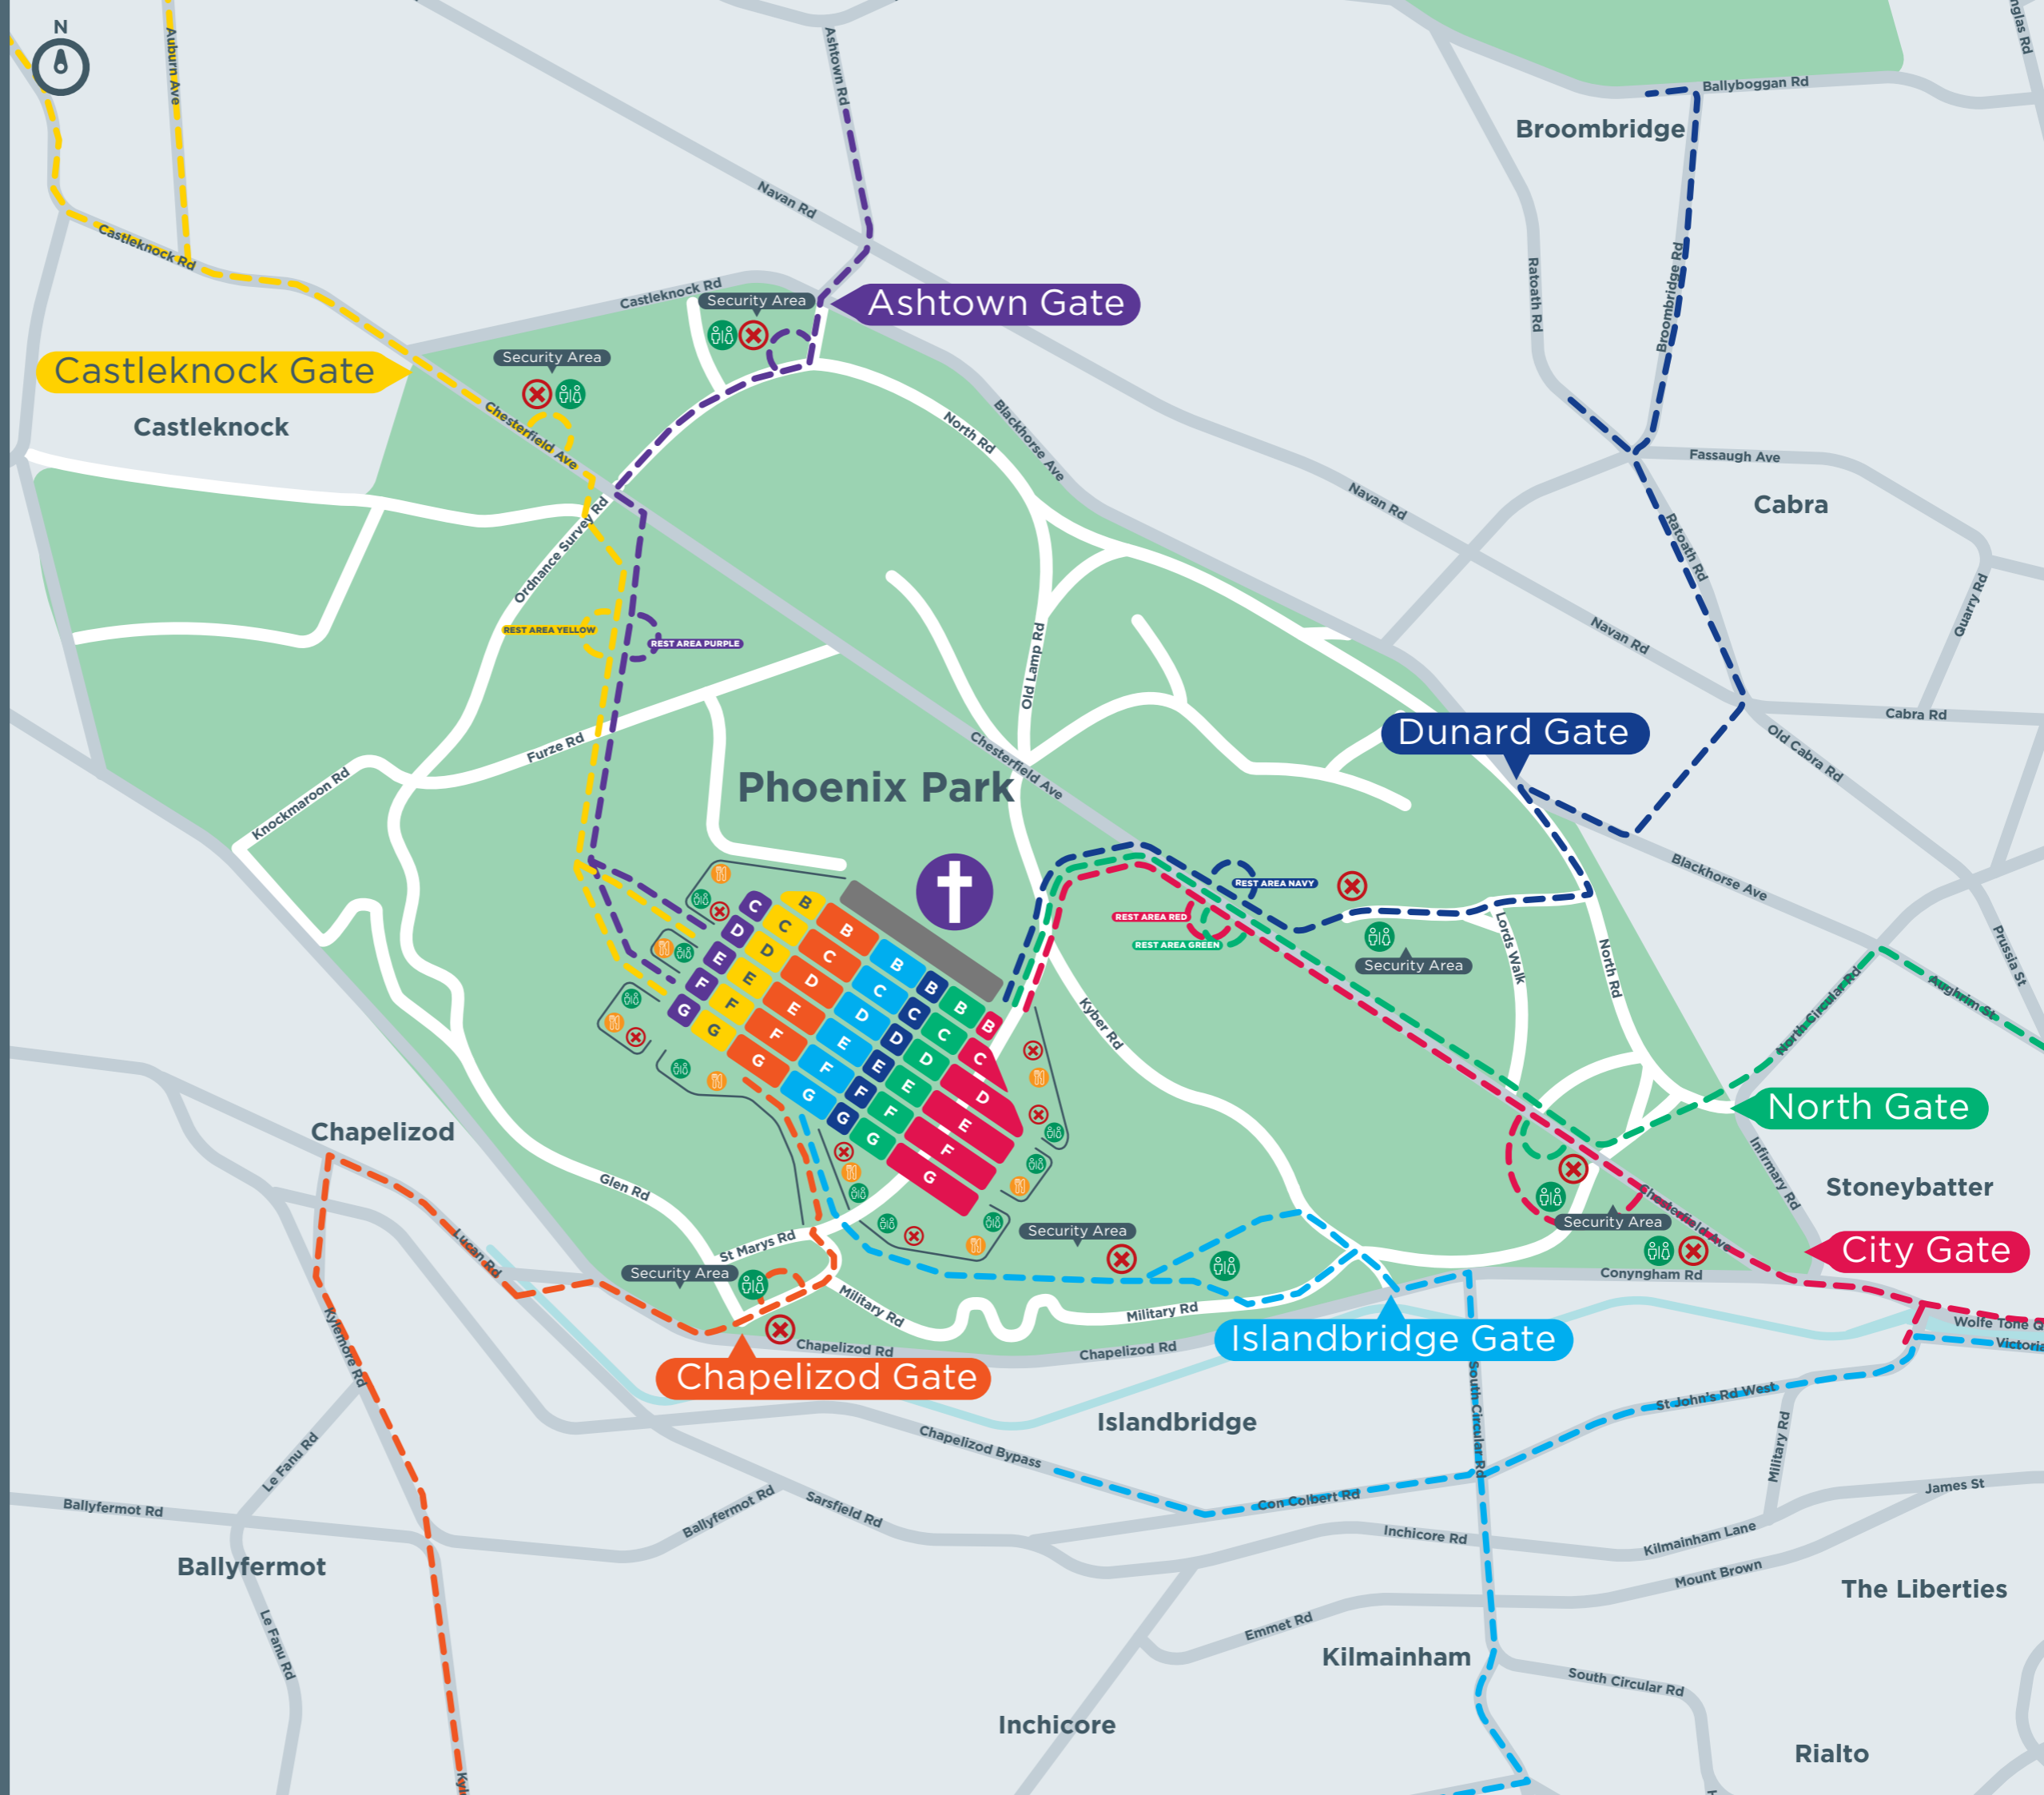 N
Auburn Ave
Ashtown Rd
Ballyboggan Rd
Broombridge
Navan Rd
Castleknock Rd
Castleknock Rd
Security Area
Ashtown Gate
Ratoath Rd
Broombridge Rd
Castleknock Gate
Security Area
Castleknock
Chesterfield Ave
North Rd
Blackhorse Ave
Fassaugh Ave
Navan Rd
Cabra
Ordnance Survey Rd
Ratoath Rd
Quarry Rd
REST AREA YELLOW
REST AREA PURPLE
Old Lamp Rd
Navan Rd
Cabra Rd
Furze Rd
Knockmaroon Rd
Chesterfield Ave
Dunard Gate
Old Cabra Rd
Phoenix Park
Blackhorse Ave
REST AREA NAVY
REST AREA RED
REST AREA GREEN
Security Area
Lords Walk
North Rd
Prussia St
North Circular Rd
Aughrim St
Kyber Rd
C B B B B B B
D C C C C C C
E D D D D D D
F E E E E E E
G F F F F F F
G G G G G G
North Gate
Chapelizod
Infirmary Rd
Stoneybatter
Glen Rd
Chesterfield Ave
Security Area
Security Area
City Gate
St Marys Rd
Security Area
Lucan Rd
Conyngham Rd
Military Rd
Military Rd
Wolfe Tone Q
Victoria
Kylemore Rd
Chapelizod Rd
Chapelizod Rd
Islandbridge Gate
Chapelizod Gate
South Circular Rd
St John's Rd West
Islandbridge
Chapelizod Bypass
Military Rd
Le Fanu Rd
Con Colbert Rd
James St
Ballyfermot Rd
Ballyfermot Rd
Sarsfield Rd
Inchicore Rd
Kilmainham Lane
Mount Brown
Ballyfermot
The Liberties
Le Fanu Rd
Emmet Rd
Kilmainham
South Circular Rd
Inchicore
Rialto